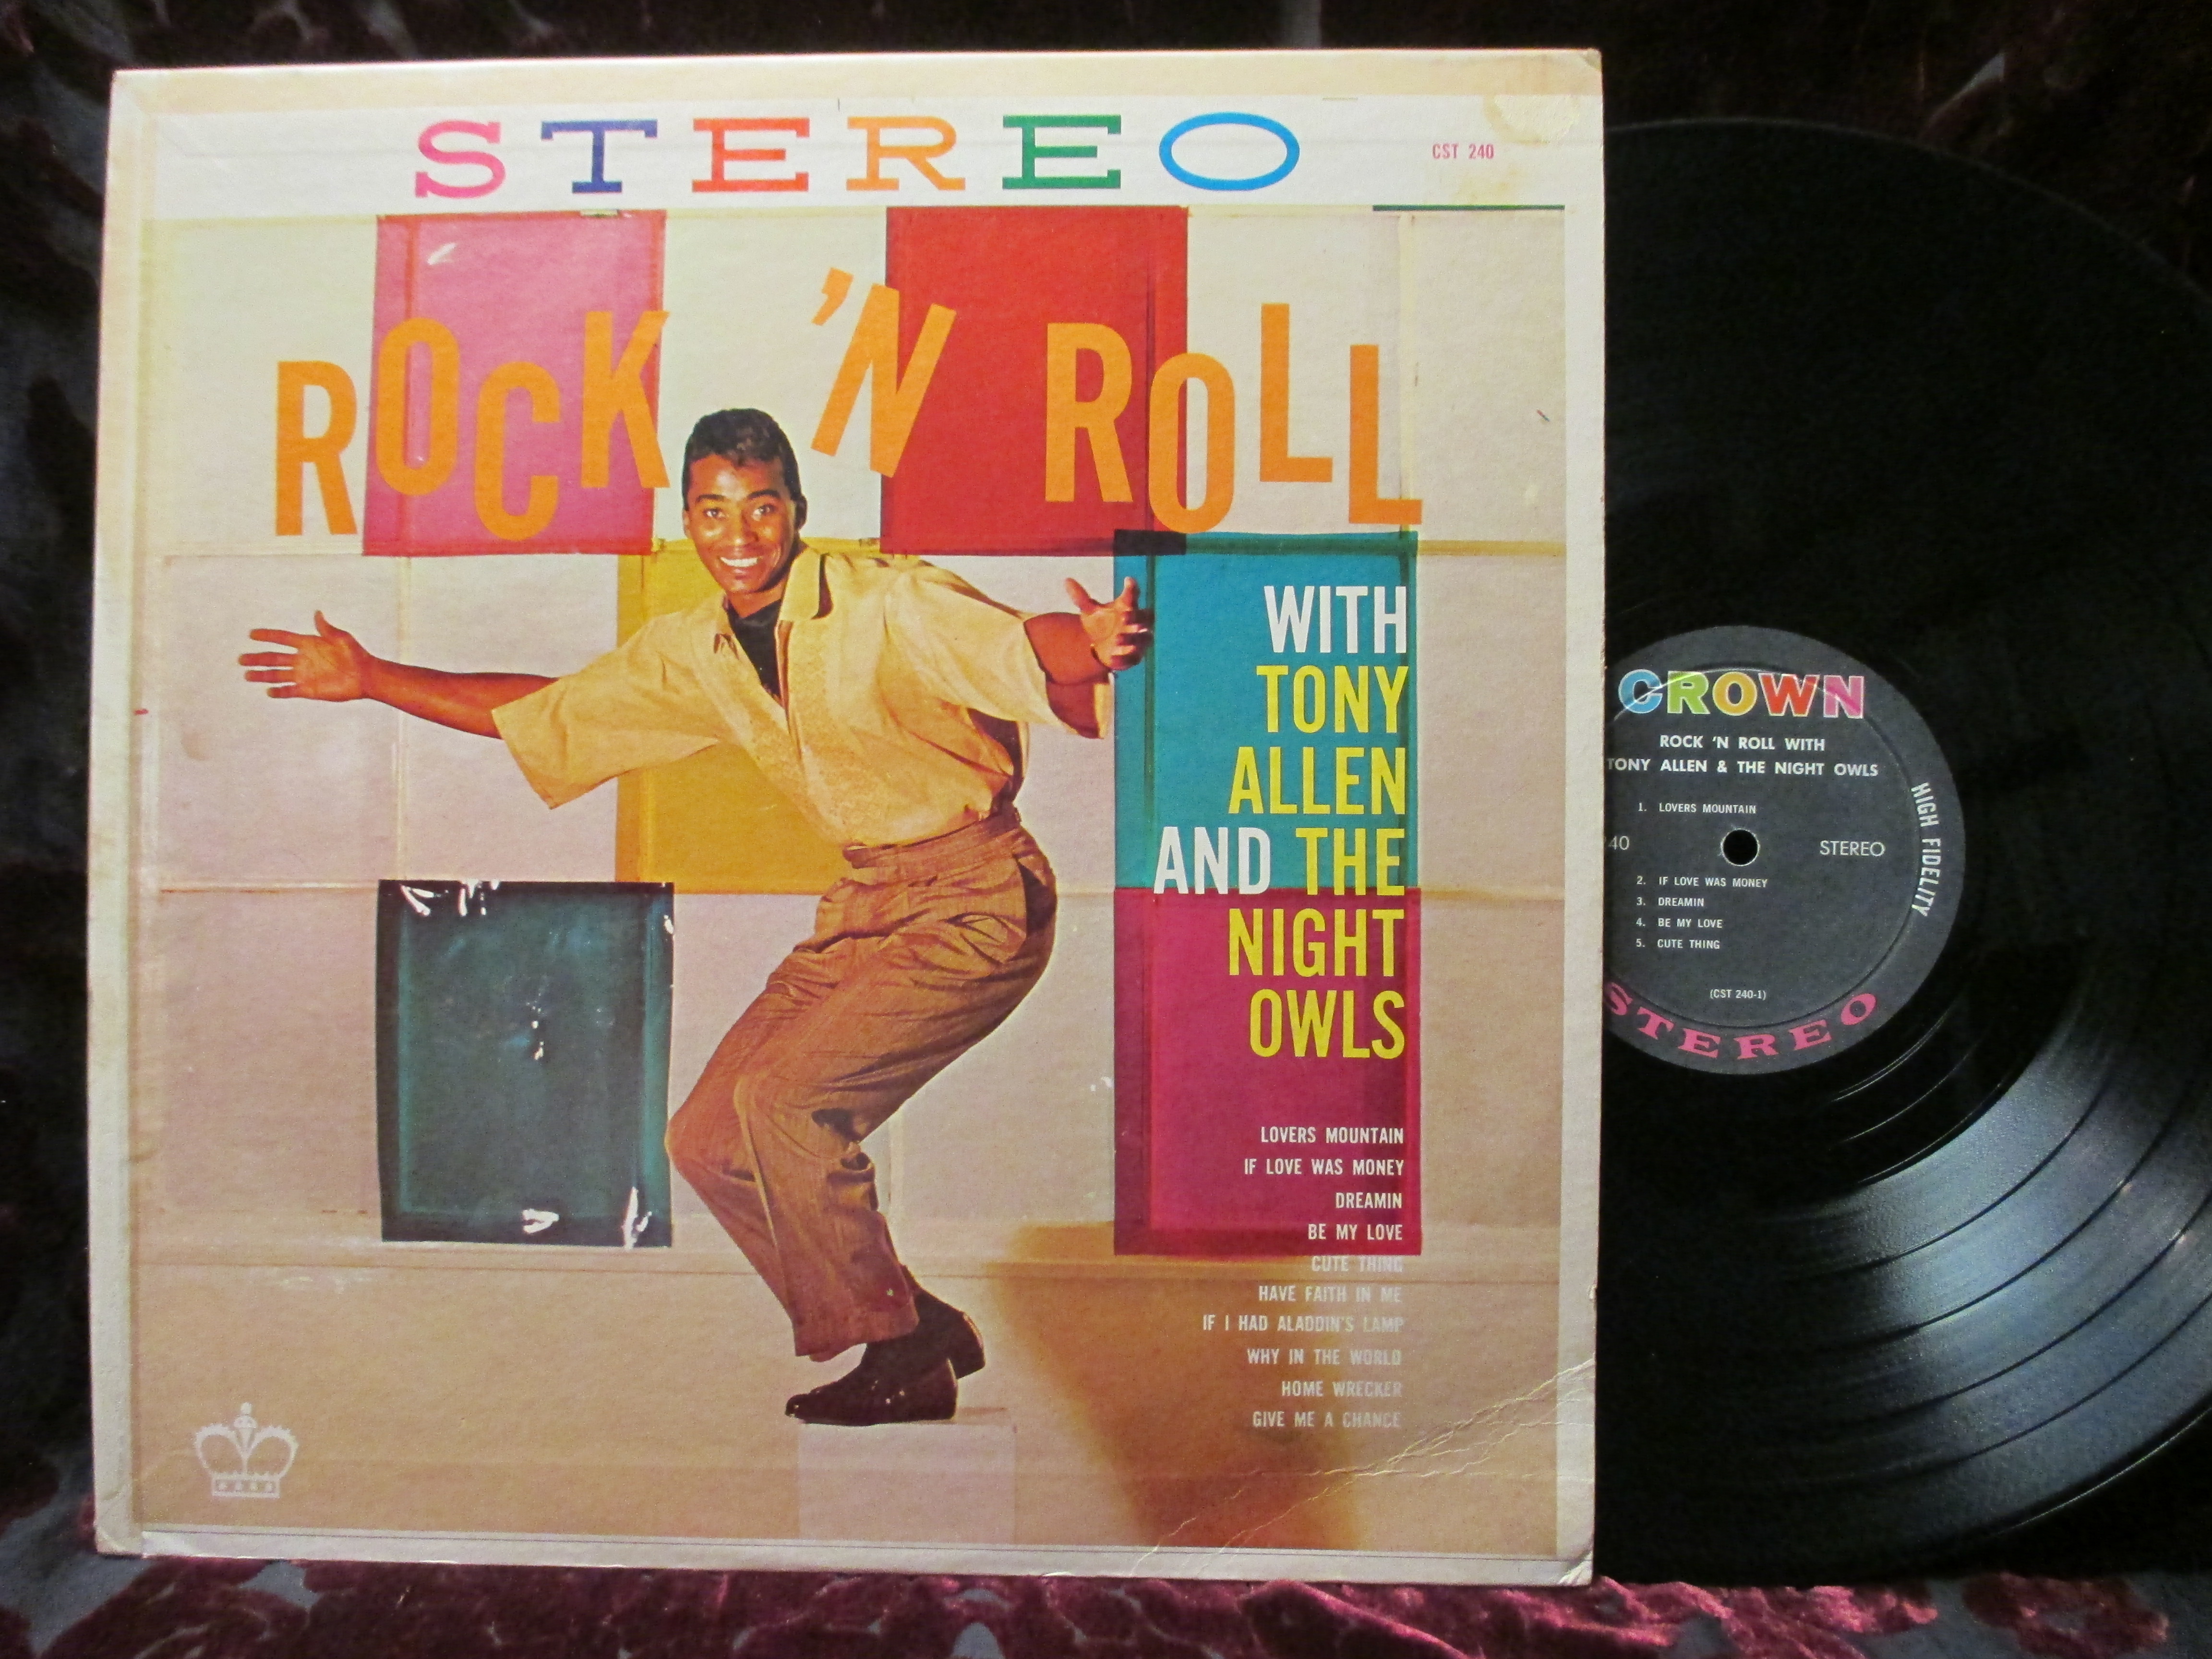 STEREO
CST 240
ROCK 'N ROLL
WITH
TONY
ALLEN
AND THE
NIGHT
OWLS
LOVERS MOUNTAIN
IF LOVE WAS MONEY
DREAMIN
BE MY LOVE
CUTE THING
HAVE FAITH IN ME
IF I HAD ALADDIN'S LAMP
WHY IN THE WORLD
HOME WRECKER
GIVE ME A CHANCE
CROWN
ROCK 'N ROLL WITH
TONY ALLEN & THE NIGHT OWLS
1. LOVERS MOUNTAIN
40
STEREO
HIGH FIDELITY
2. IF LOVE WAS MONEY
3. DREAMIN
4. BE MY LOVE
5. CUTE THING
(CST 240-1)
STEREO